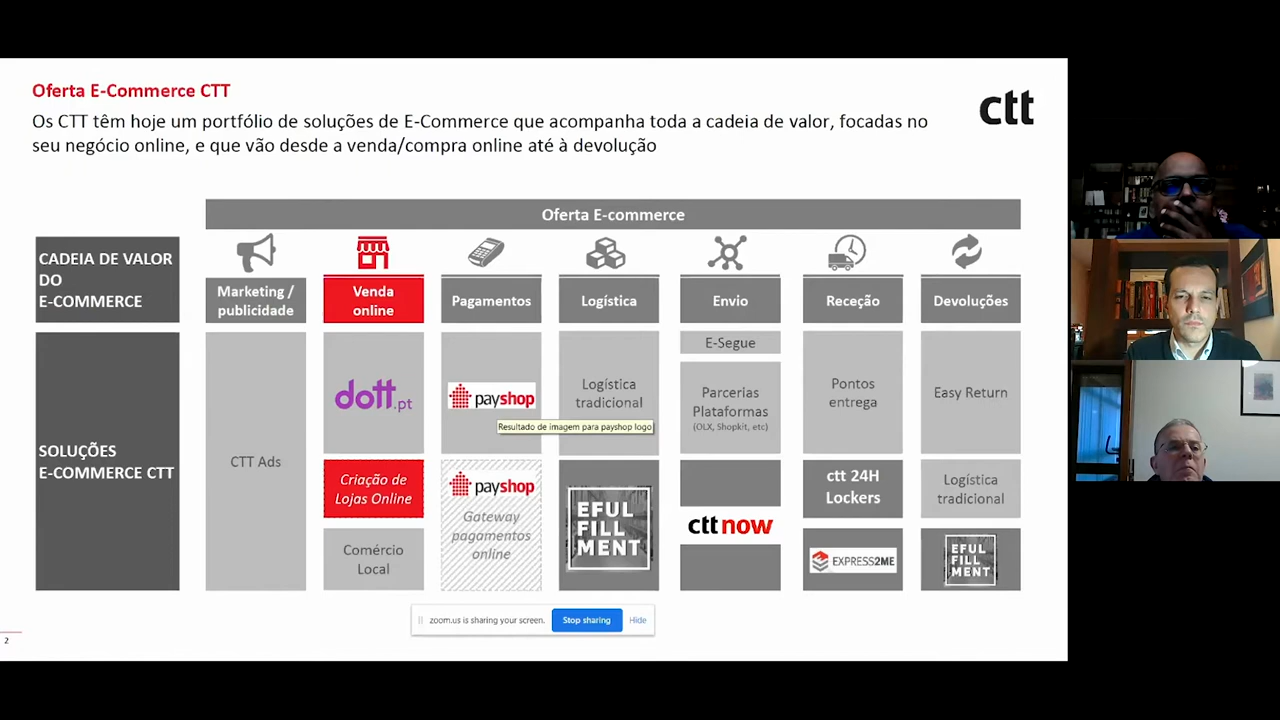 Oferta E-Commerce CTT
ctt
Os CTT têm hoje um portfólio de soluções de E-Commerce que acompanha toda a cadeia de valor, focadas no
seu negócio online, e que vão desde a venda/compra online até à devolução
Oferta E-commerce
CADEIA DE VALOR
DO
E-COMMERCE
Marketing /
publicidade
Venda
online
Pagamentos
Logística
Envio
Receção
Devoluções
SOLUÇÕES
E-COMMERCE CTT
CTT Ads
dott.pt
Criação de
Lojas Online
Comércio
Local
payshop
Resultado de imagem para payshop logo
payshop
Gateway
pagamentos
online
Logística
tradicional
EFUL
FILL
MENT
E-Segue
Parcerias
Plataformas
(OLX, Shopkit, etc)
ctt now
Pontos
entrega
ctt 24H
Lockers
EXPRESS2ME
Easy Return
Logística
tradicional
EFUL
FILL
MENT
zoom.us is sharing your screen.
Stop sharing
Hide
2